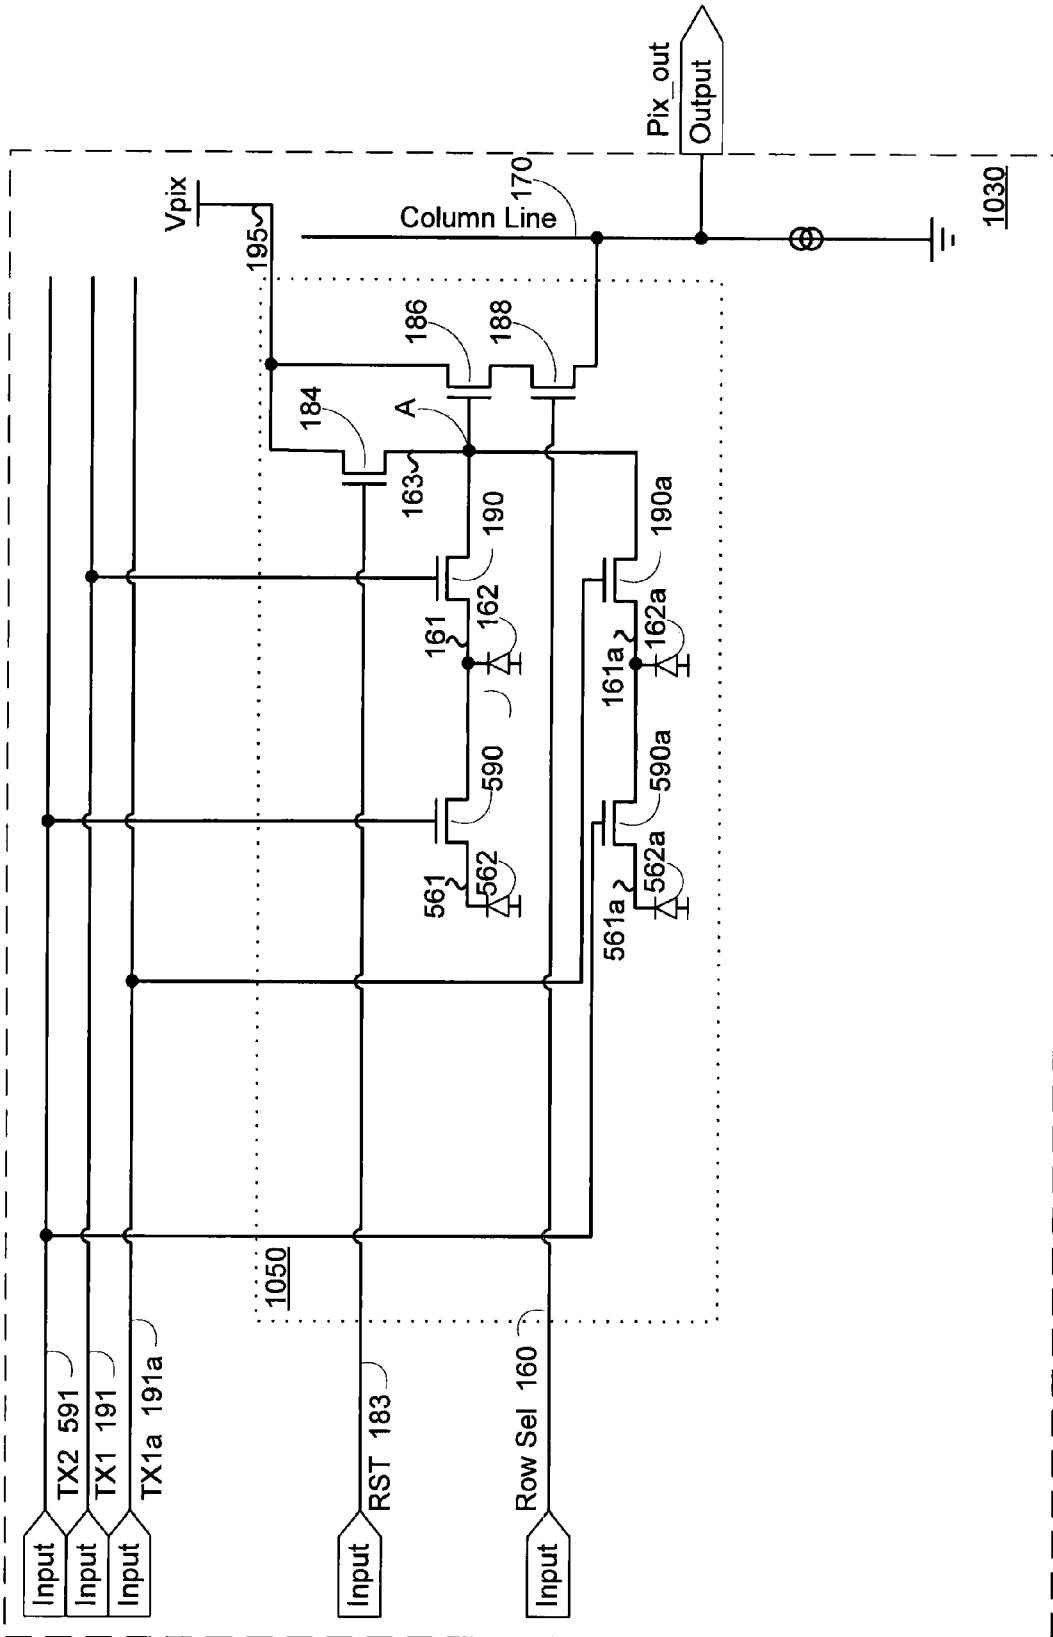 Pix_out
Output
1030
Vpix
195
Column Line
170
186
188
184
A
163
190
190a
161
162
161a
162a
590
590a
561
562
561a
562a
1050
TX2 591
TX1 191
TX1a 191a
RST 183
Row Sel 160
Input
Input
Input
Input
Input